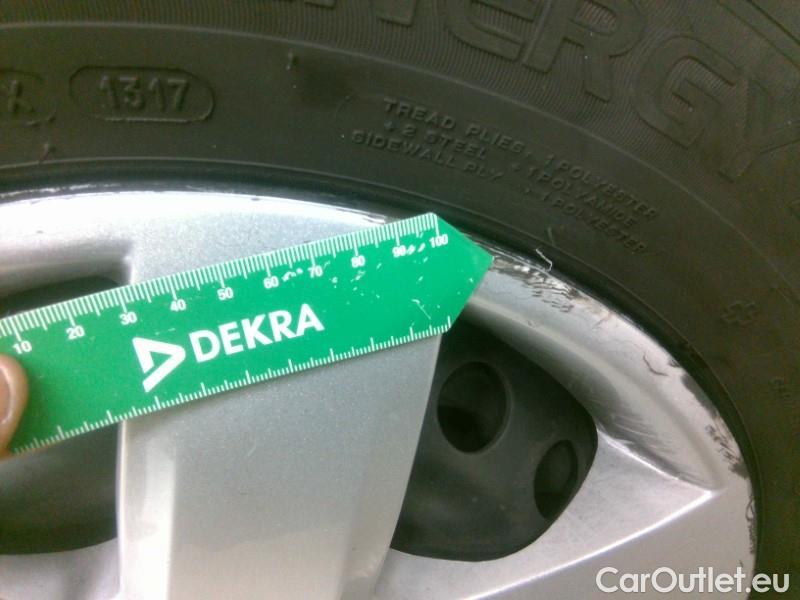 ENERGY
X 1317
TREAD PLIES: 1 POLYESTER
+ 2 STEEL + 1 POLYAMIDE
SIDEWALL PLY + 1 POLYESTER
10 20 30 40 50 60 70 80 90 100
DEKRA
CarOutlet.eu